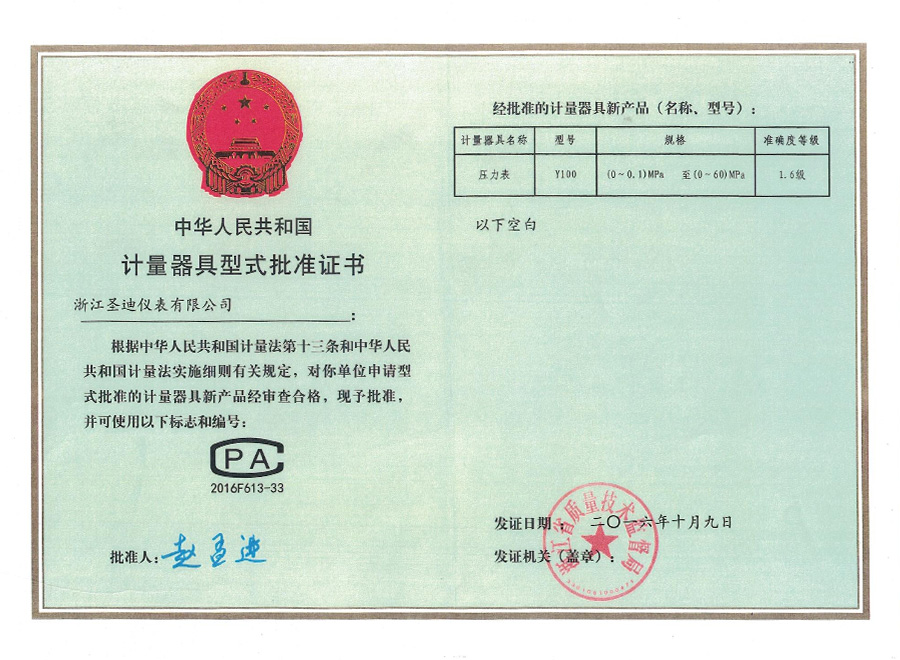 中华人民共和国
计量器具型式批准证书
浙江圣迪仪表有限公司：
根据中华人民共和国计量法第十三条和中华人民
共和国计量法实施细则有关规定，对你单位申请型
式批准的计量器具新产品经审查合格，现予批准，
并可使用以下标志和编号：
CPA
2016F613-33
批准人：赵孟进
经批准的计量器具新产品（名称、型号）：
计量器具名称 型号 规格 准确度等级
压力表 Y100 (0～0.1)MPa 至(0～60)MPa 1.6级
以下空白
发证日期： 二〇一六年十月九日
发证机关（盖章）：
浙江省质量技术监督局